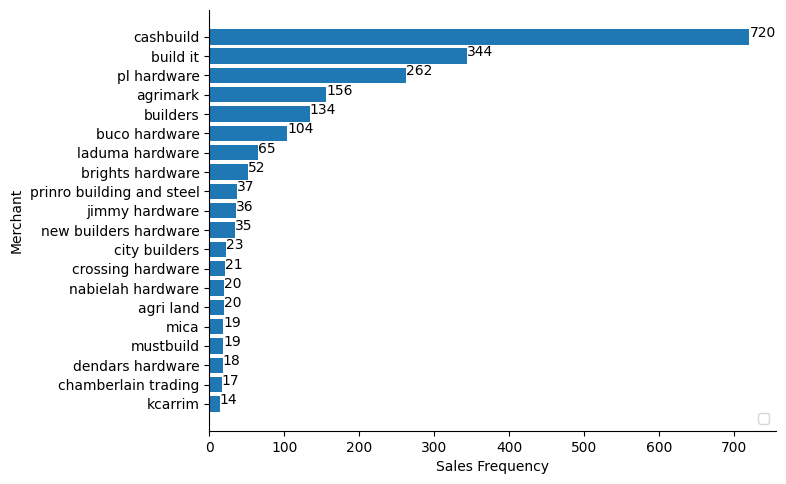 cashbuild 720
build it 344
pl hardware 262
agrimark 156
builders 134
buco hardware 104
laduma hardware 65
brights hardware 52
prinro building and steel 37
jimmy hardware 36
new builders hardware 35
city builders 23
crossing hardware 21
nabielah hardware 20
agri land 20
mica 19
mustbuild 19
dendars hardware 18
chamberlain trading 17
kcarrim 14
Merchant
0 100 200 300 400 500 600 700
Sales Frequency